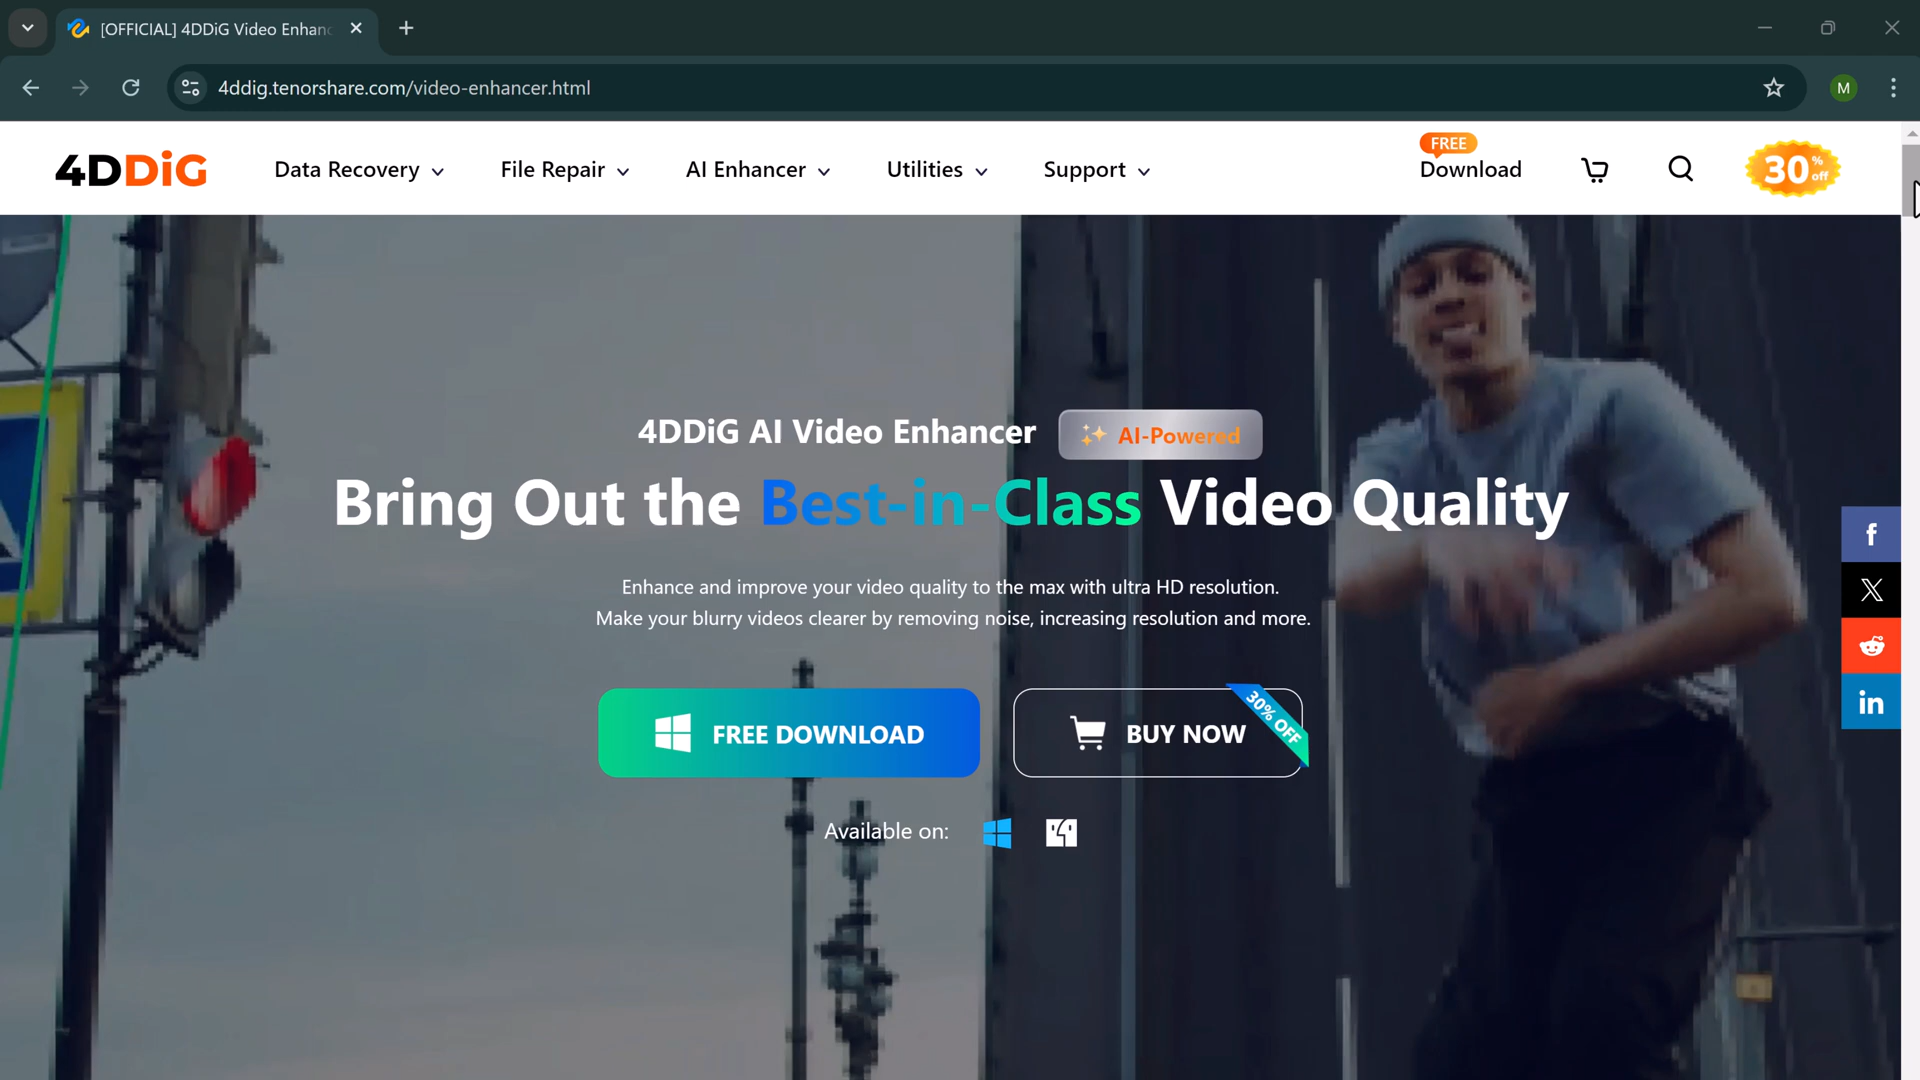 [OFFICIAL] 4DDiG Video Enhan
4ddig.tenorshare.com/video-enhancer.html
M
4DDiG
Data Recovery
File Repair
AI Enhancer
Utilities
Support
FREE
Download
30% off
4DDiG AI Video Enhancer
AI-Powered
Bring Out the Best-in-Class Video Quality
Enhance and improve your video quality to the max with ultra HD resolution.
Make your blurry videos clearer by removing noise, increasing resolution and more.
FREE DOWNLOAD
BUY NOW
30% OFF
Available on:
f
X
in